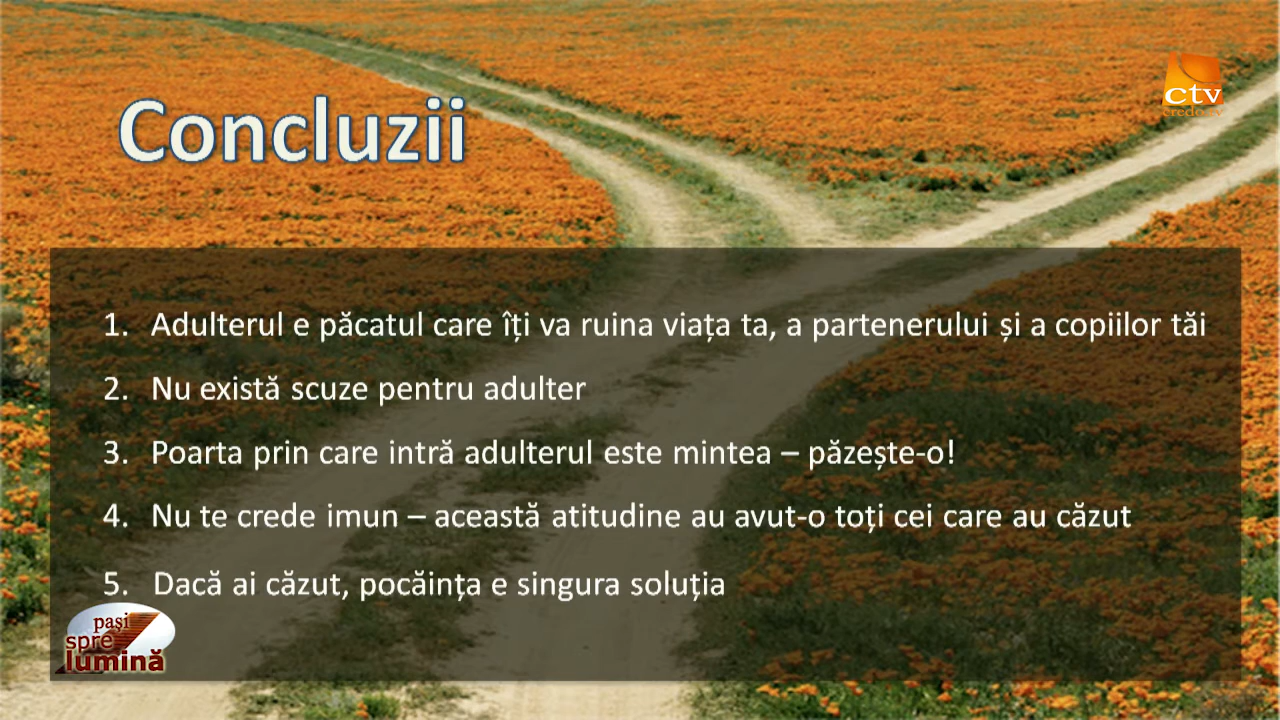 ctv
credo.tv
Concluzii
1. Adulterul e păcatul care îți va ruina viața ta, a partenerului și a copiilor tăi
2. Nu există scuze pentru adulter
3. Poarta prin care intră adulterul este mintea – păzește-o!
4. Nu te crede imun – această atitudine au avut-o toți cei care au căzut
5. Dacă ai căzut, pocăința e singura soluția
pași
spre
lumină